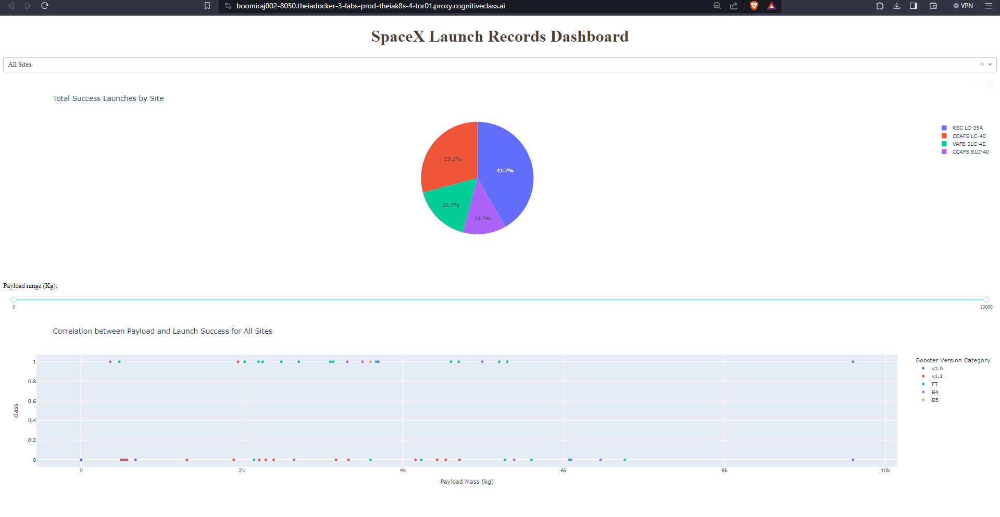 boomiraj002-8050.theiadocker-3-labs-prod-theiak8s-4-tor01.proxy.cognitiveclass.ai
VPN
SpaceX Launch Records Dashboard
All Sites
Total Success Launches by Site
KSC LC-39A
CCAFS LC-40
VAFB SLC-4E
CCAFS SLC-40
29.2%
41.7%
16.7%
12.5%
Payload range (Kg):
0
10000
Correlation between Payload and Launch Success for All Sites
Booster Version Category
v1.0
v1.1
FT
B4
B5
1
0.8
0.6
0.4
0.2
0
class
0
2k
4k
6k
8k
10k
Payload Mass (kg)